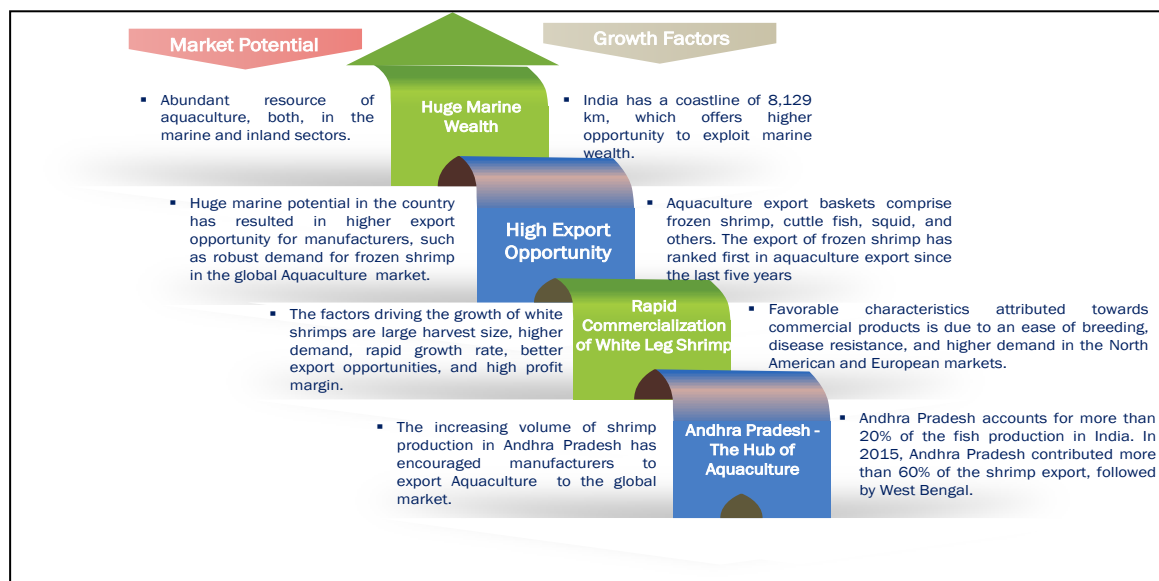 Market Potential
Growth Factors
▪ Abundant resource of
aquaculture, both, in the
marine and inland sectors.
Huge Marine
Wealth
▪ India has a coastline of 8,129
km, which offers higher
opportunity to exploit marine
wealth.
▪ Huge marine potential in the country
has resulted in higher export
opportunity for manufacturers, such
as robust demand for frozen shrimp
in the global Aquaculture market.
High Export
Opportunity
▪ Aquaculture export baskets comprise
frozen shrimp, cuttle fish, squid, and
others. The export of frozen shrimp has
ranked first in aquaculture export since
the last five years
▪ The factors driving the growth of white
shrimps are large harvest size, higher
demand, rapid growth rate, better
export opportunities, and high profit
margin.
Rapid
Commercialization
of White Leg Shrimp
▪ Favorable characteristics attributed towards
commercial products is due to an ease of breeding,
disease resistance, and higher demand in the North
American and European markets.
▪ The increasing volume of shrimp
production in Andhra Pradesh has
encouraged manufacturers to
export Aquaculture to the global
market.
Andhra Pradesh -
The Hub of
Aquaculture
▪ Andhra Pradesh accounts for more than
20% of the fish production in India. In
2015, Andhra Pradesh contributed more
than 60% of the shrimp export, followed
by West Bengal.